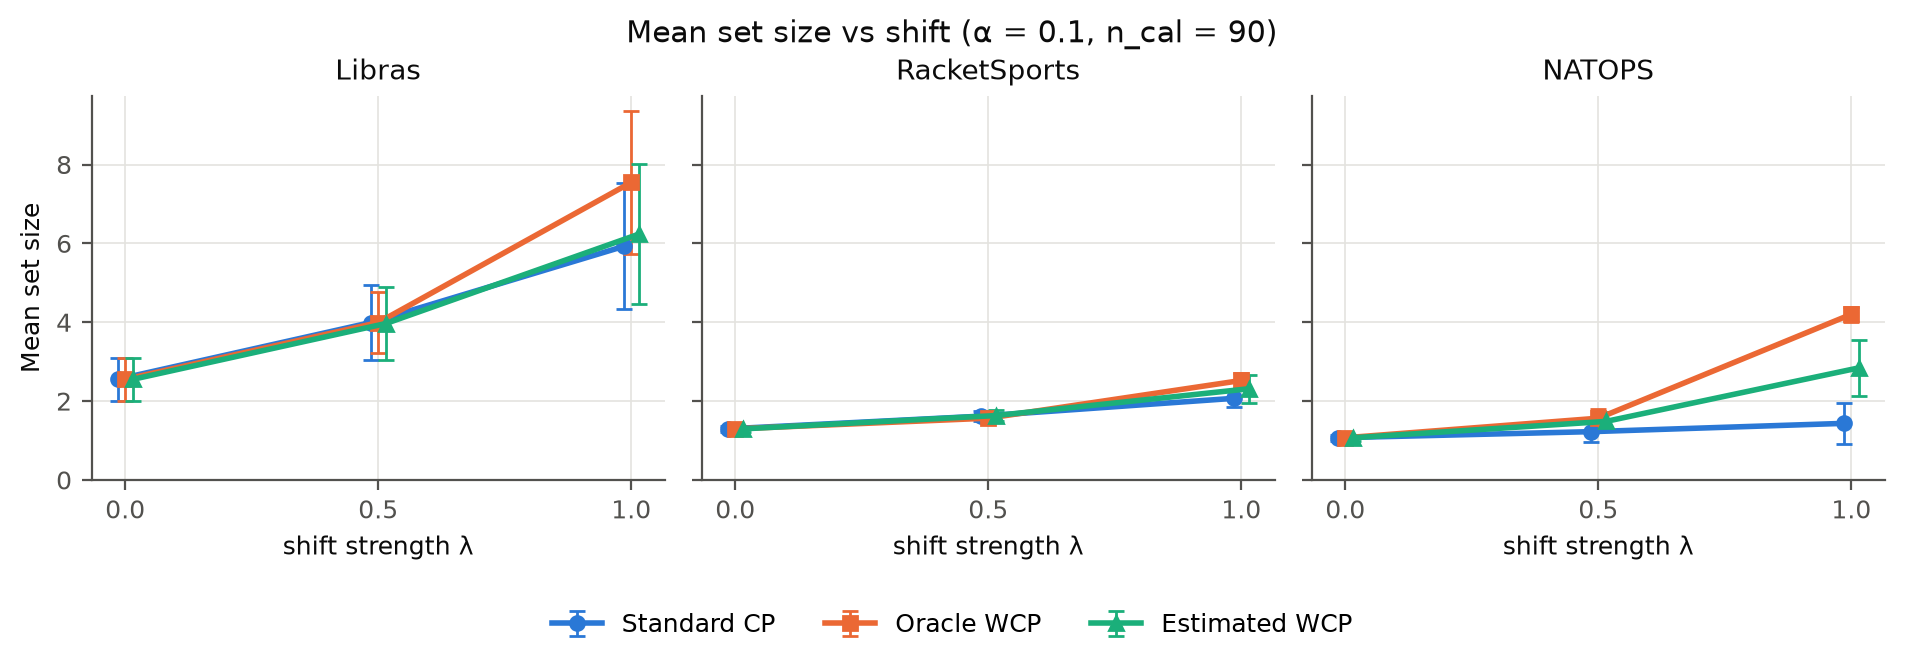 Mean set size vs shift (α = 0.1, n_cal = 90)
Libras
RacketSports
NATOPS
Mean set size
8
6
4
2
0
0.0 0.5 1.0
0.0 0.5 1.0
0.0 0.5 1.0
shift strength λ
shift strength λ
shift strength λ
Standard CP
Oracle WCP
Estimated WCP